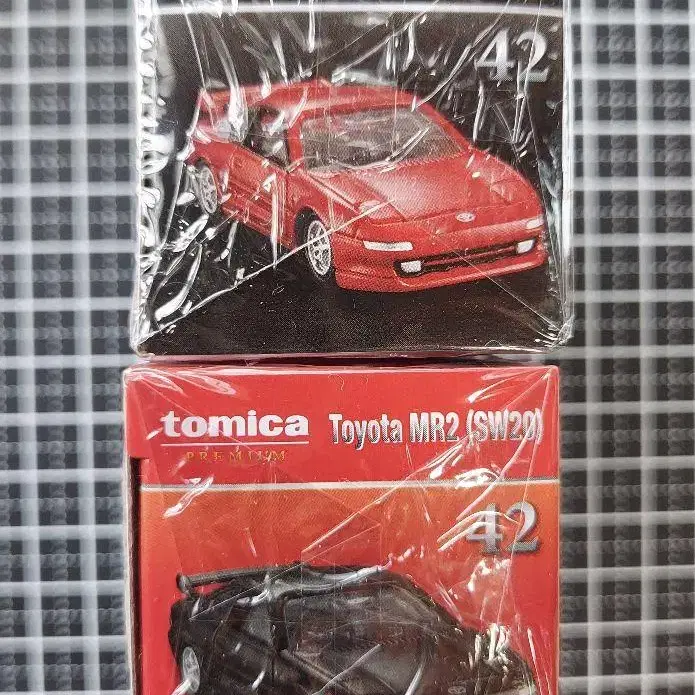 42
tomica Toyota MR2 (SW20)
PREMIUM
42